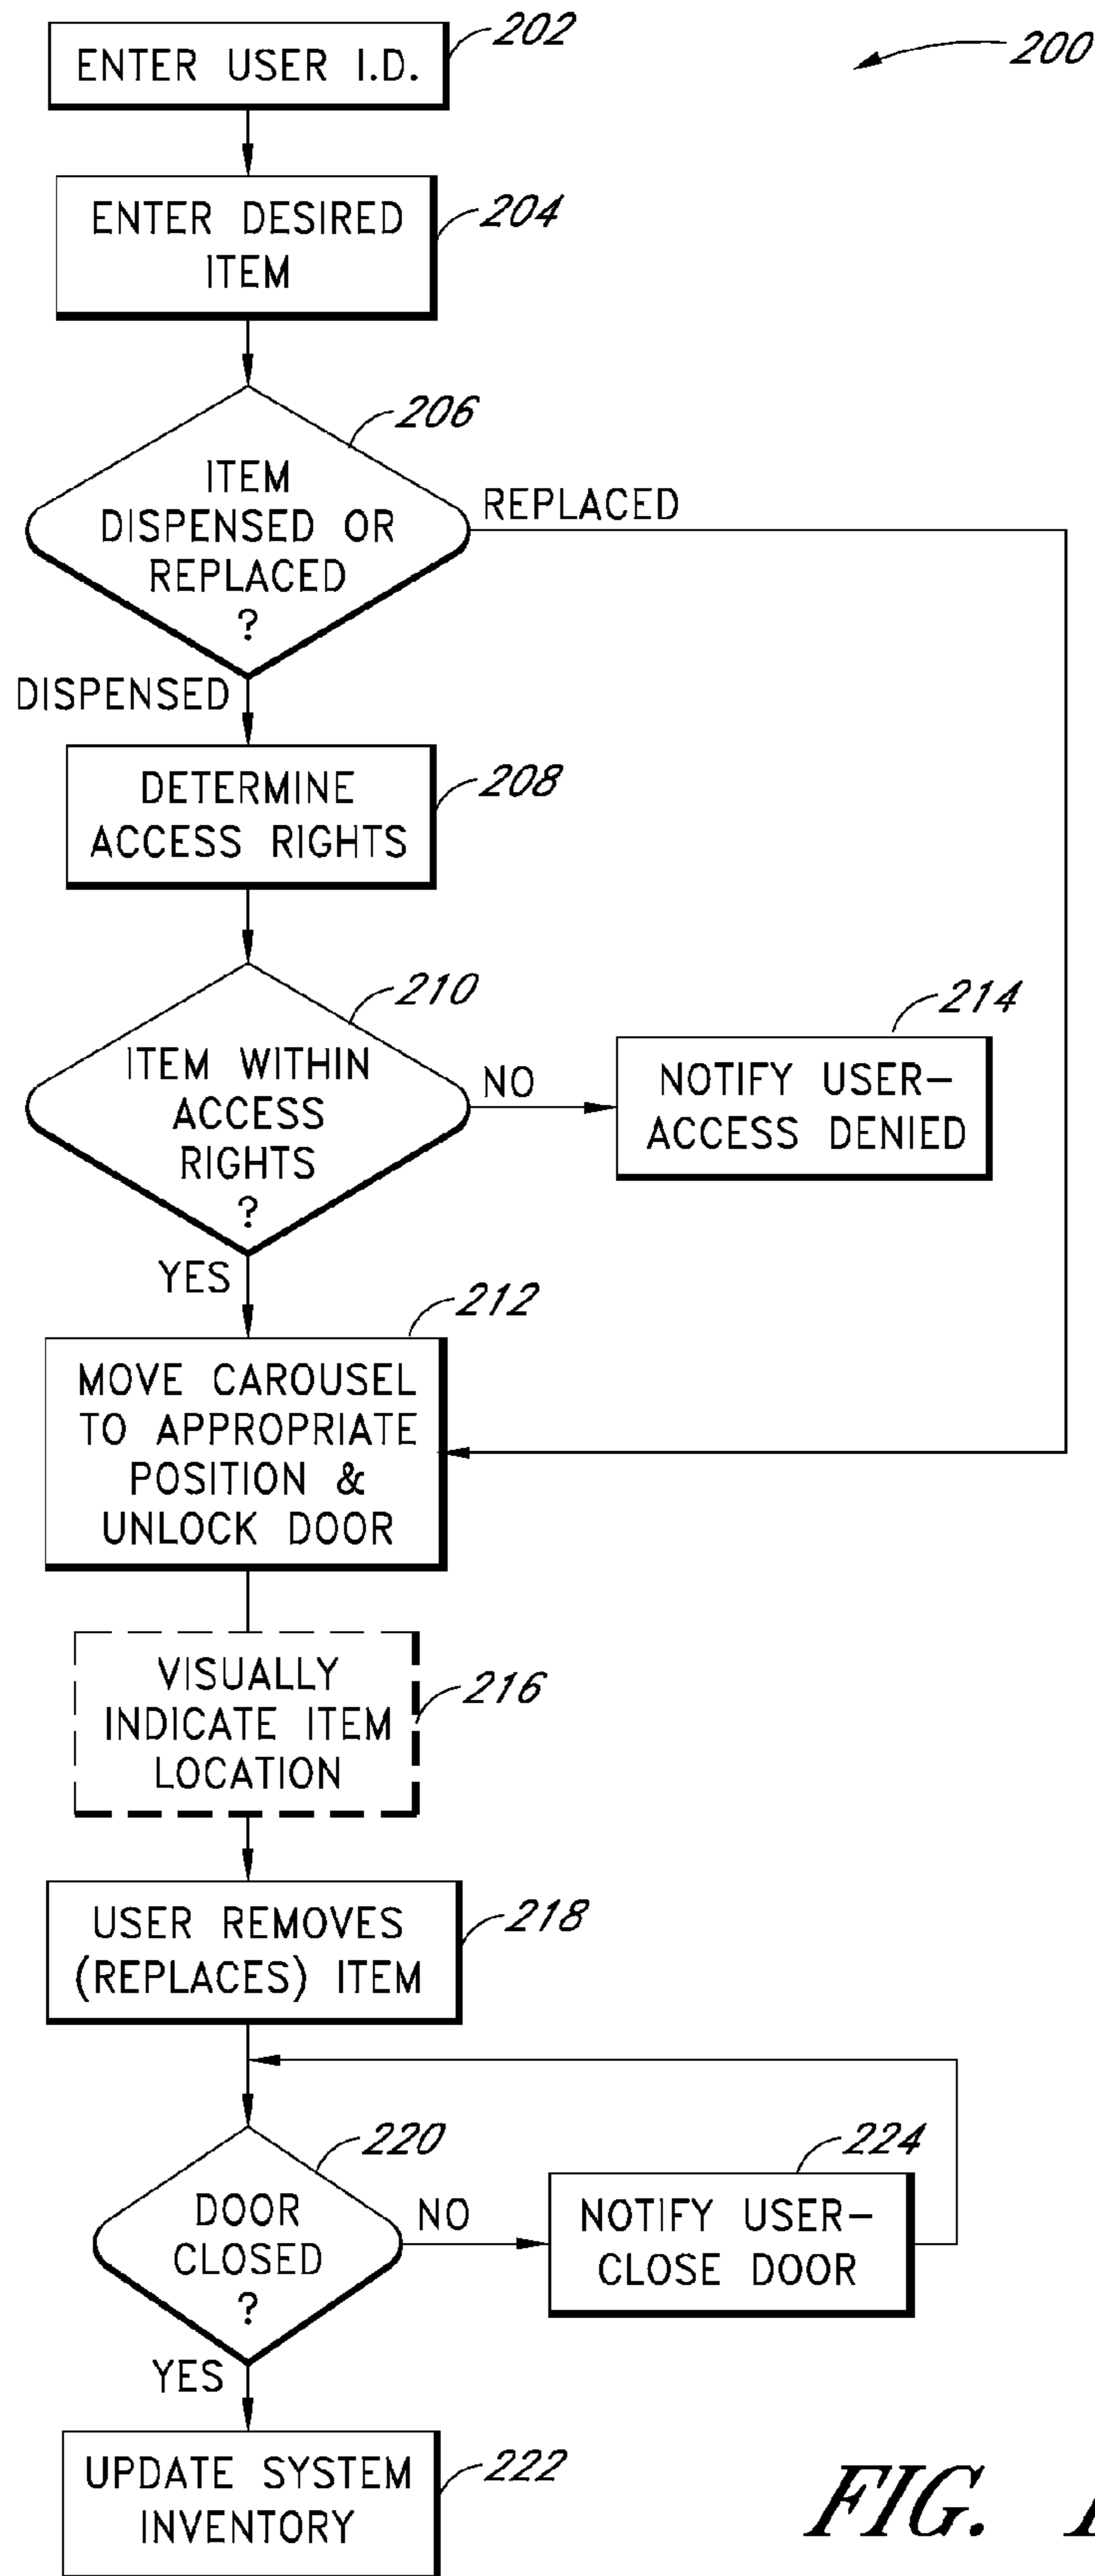 200
ENTER USER I.D.
202
ENTER DESIRED
ITEM
204
ITEM
DISPENSED OR
REPLACED
?
206
REPLACED
DISPENSED
DETERMINE
ACCESS RIGHTS
208
ITEM WITHIN
ACCESS
RIGHTS
?
210
NO
NOTIFY USER-
ACCESS DENIED
214
YES
MOVE CAROUSEL
TO APPROPRIATE
POSITION &
UNLOCK DOOR
212
VISUALLY
INDICATE ITEM
LOCATION
216
USER REMOVES
(REPLACES) ITEM
218
DOOR
CLOSED
?
220
NO
NOTIFY USER-
CLOSE DOOR
224
YES
UPDATE SYSTEM
INVENTORY
222
FIG.